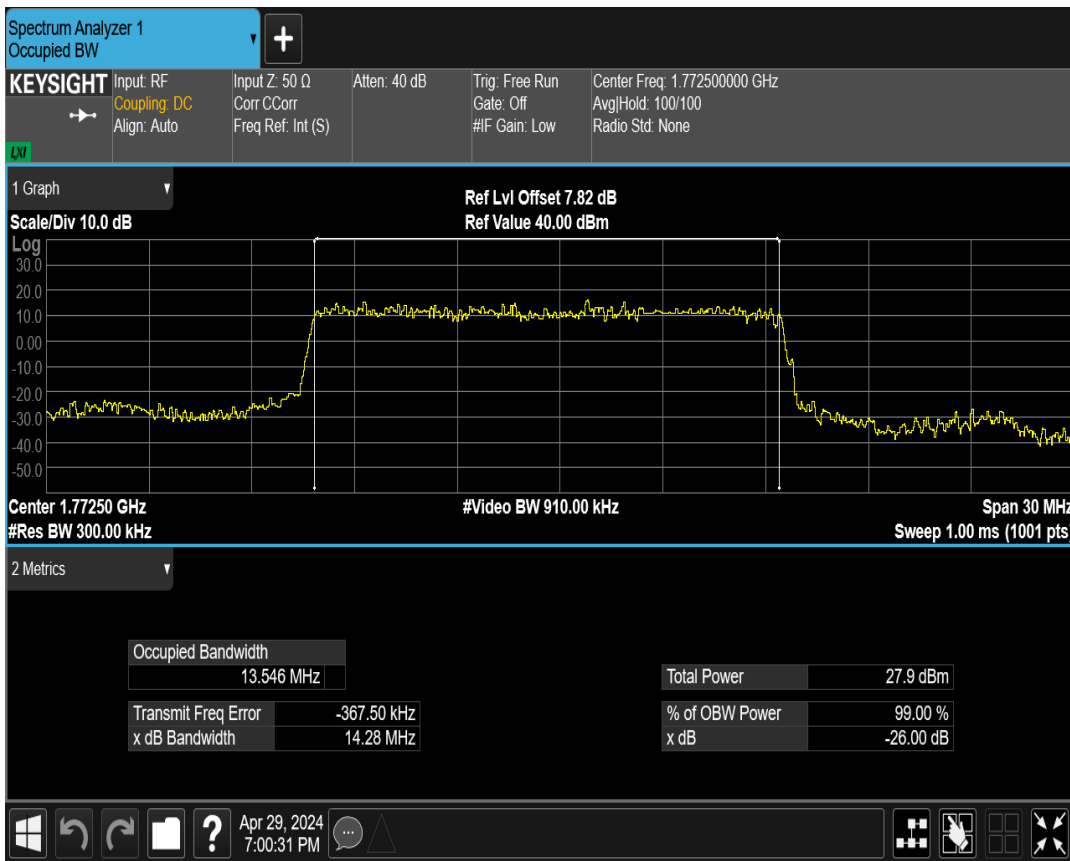 Spectrum Analyzer 1
Occupied BW
KEYSIGHT
Input: RF
Coupling: DC
Align: Auto
Input Z: 50 Ω
Corr CCorr
Freq Ref: Int (S)
Atten: 40 dB
Trig: Free Run
Gate: Off
#IF Gain: Low
Center Freq: 1.772500000 GHz
Avg|Hold: 100/100
Radio Std: None
LXI
1 Graph
Scale/Div 10.0 dB
Ref Lvl Offset 7.82 dB
Ref Value 40.00 dBm
Log
30.0
20.0
10.0
0.00
-10.0
-20.0
-30.0
-40.0
-50.0
Center 1.77250 GHz
#Video BW 910.00 kHz
Span 30 MHz
#Res BW 300.00 kHz
Sweep 1.00 ms (1001 pts)
2 Metrics
Occupied Bandwidth
13.546 MHz
Transmit Freq Error -367.50 kHz
x dB Bandwidth 14.28 MHz
Total Power 27.9 dBm
% of OBW Power 99.00 %
x dB -26.00 dB
Apr 29, 2024
7:00:31 PM